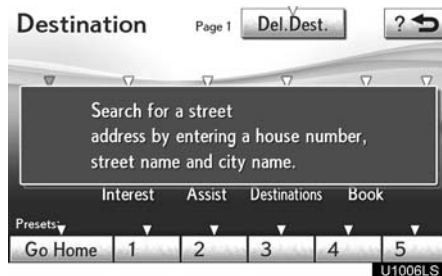 Destination Page 1 Del.Dest. ?
Search for a street
address by entering a house number,
street name and city name.
Interest Assist Destinations Book
Presets:
Go Home 1 2 3 4 5
U1006LS